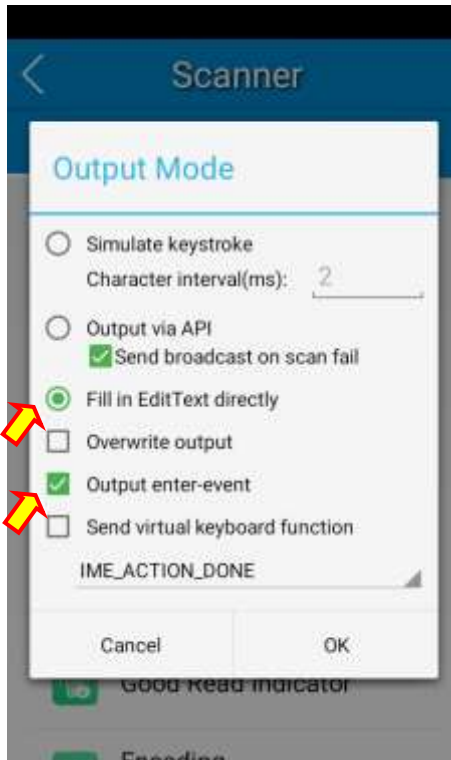 Scanner
Output Mode
Simulate keystroke
Character interval(ms): 2
Output via API
Send broadcast on scan fail
Fill in EditText directly
Overwrite output
Output enter-event
Send virtual keyboard function
IME_ACTION_DONE
Cancel OK
Good Read Indicator
Encoding